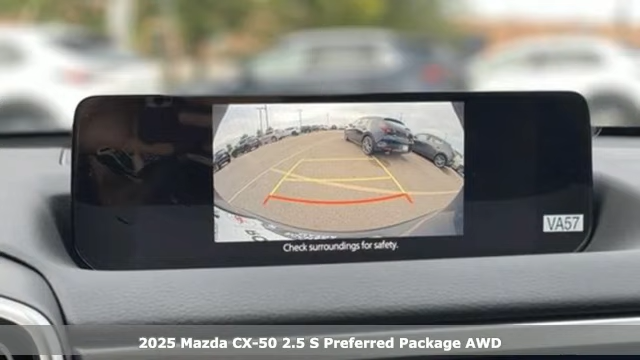 Check surroundings for safety.
VA57
2025 Mazda CX-50 2.5 S Preferred Package AWD